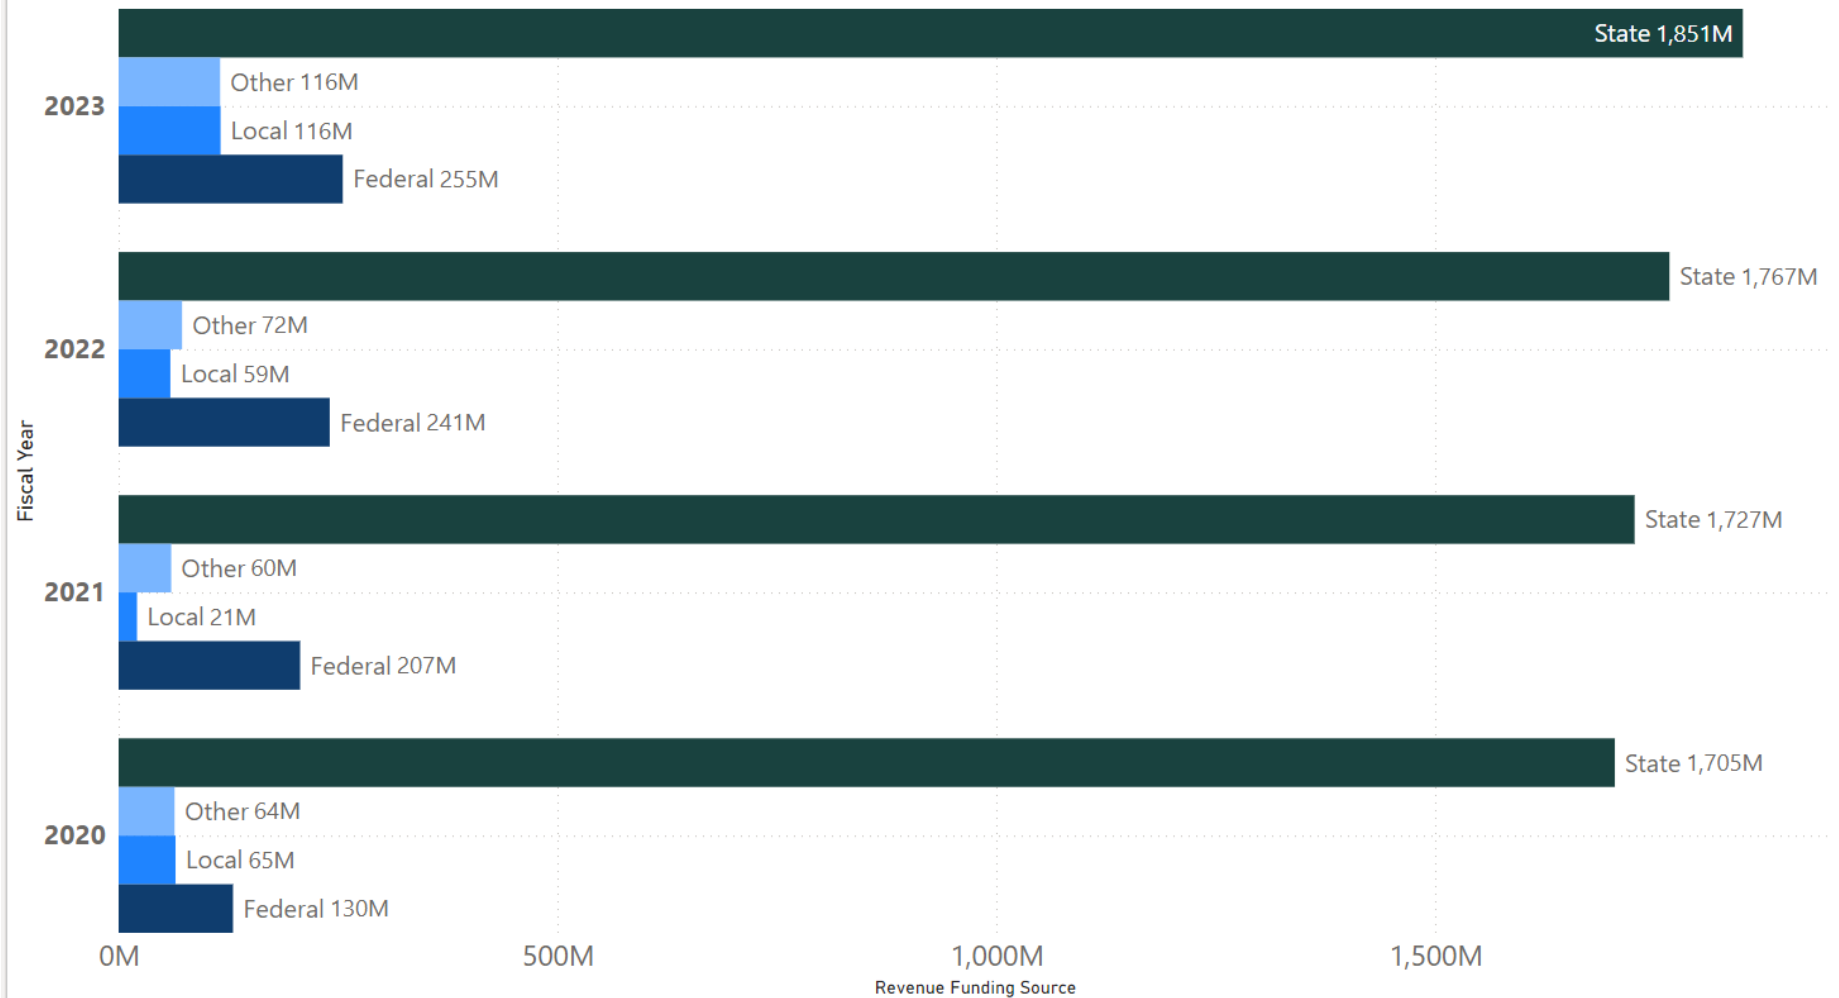 State 1,851M
Other 116M
2023
Local 116M
Federal 255M
State 1,767M
Other 72M
2022
Local 59M
Federal 241M
Fiscal Year
State 1,727M
Other 60M
2021
Local 21M
Federal 207M
State 1,705M
Other 64M
2020
Local 65M
Federal 130M
0M 500M 1,000M 1,500M
Revenue Funding Source